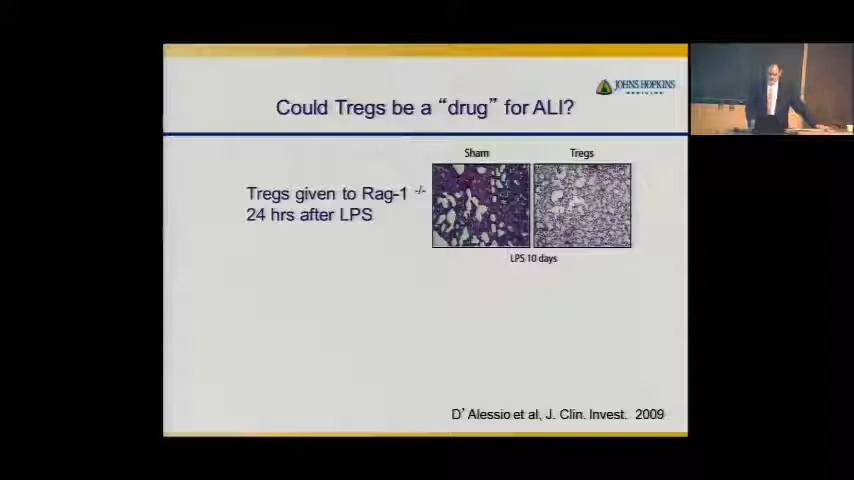 JOHNS HOPKINS
MEDICINE
Could Tregs be a “drug” for ALI?
Sham Tregs
Tregs given to Rag-1 -/-
24 hrs after LPS
LPS 10 days
D’Alessio et al, J. Clin. Invest. 2009